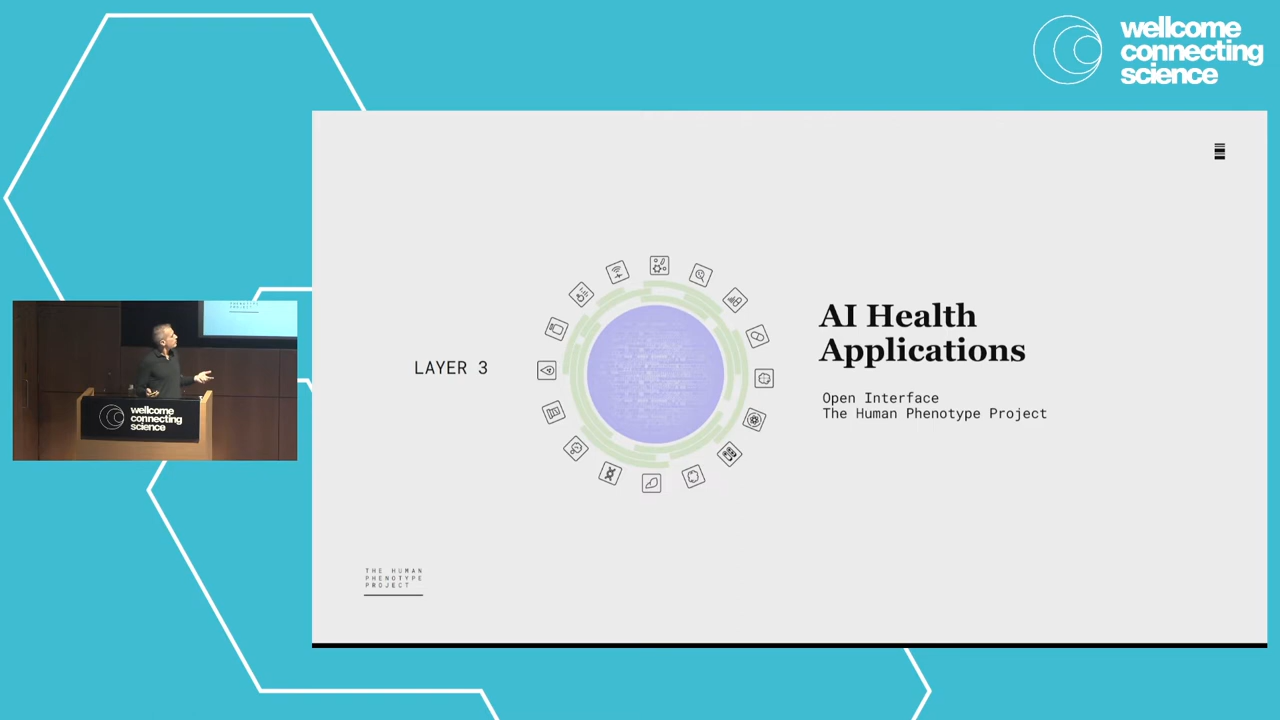 wellcome
connecting
science
LAYER 3
AI Health
Applications
Open Interface
The Human Phenotype Project
THE HUMAN
PHENOTYPE
PROJECT
wellcome
connecting
science